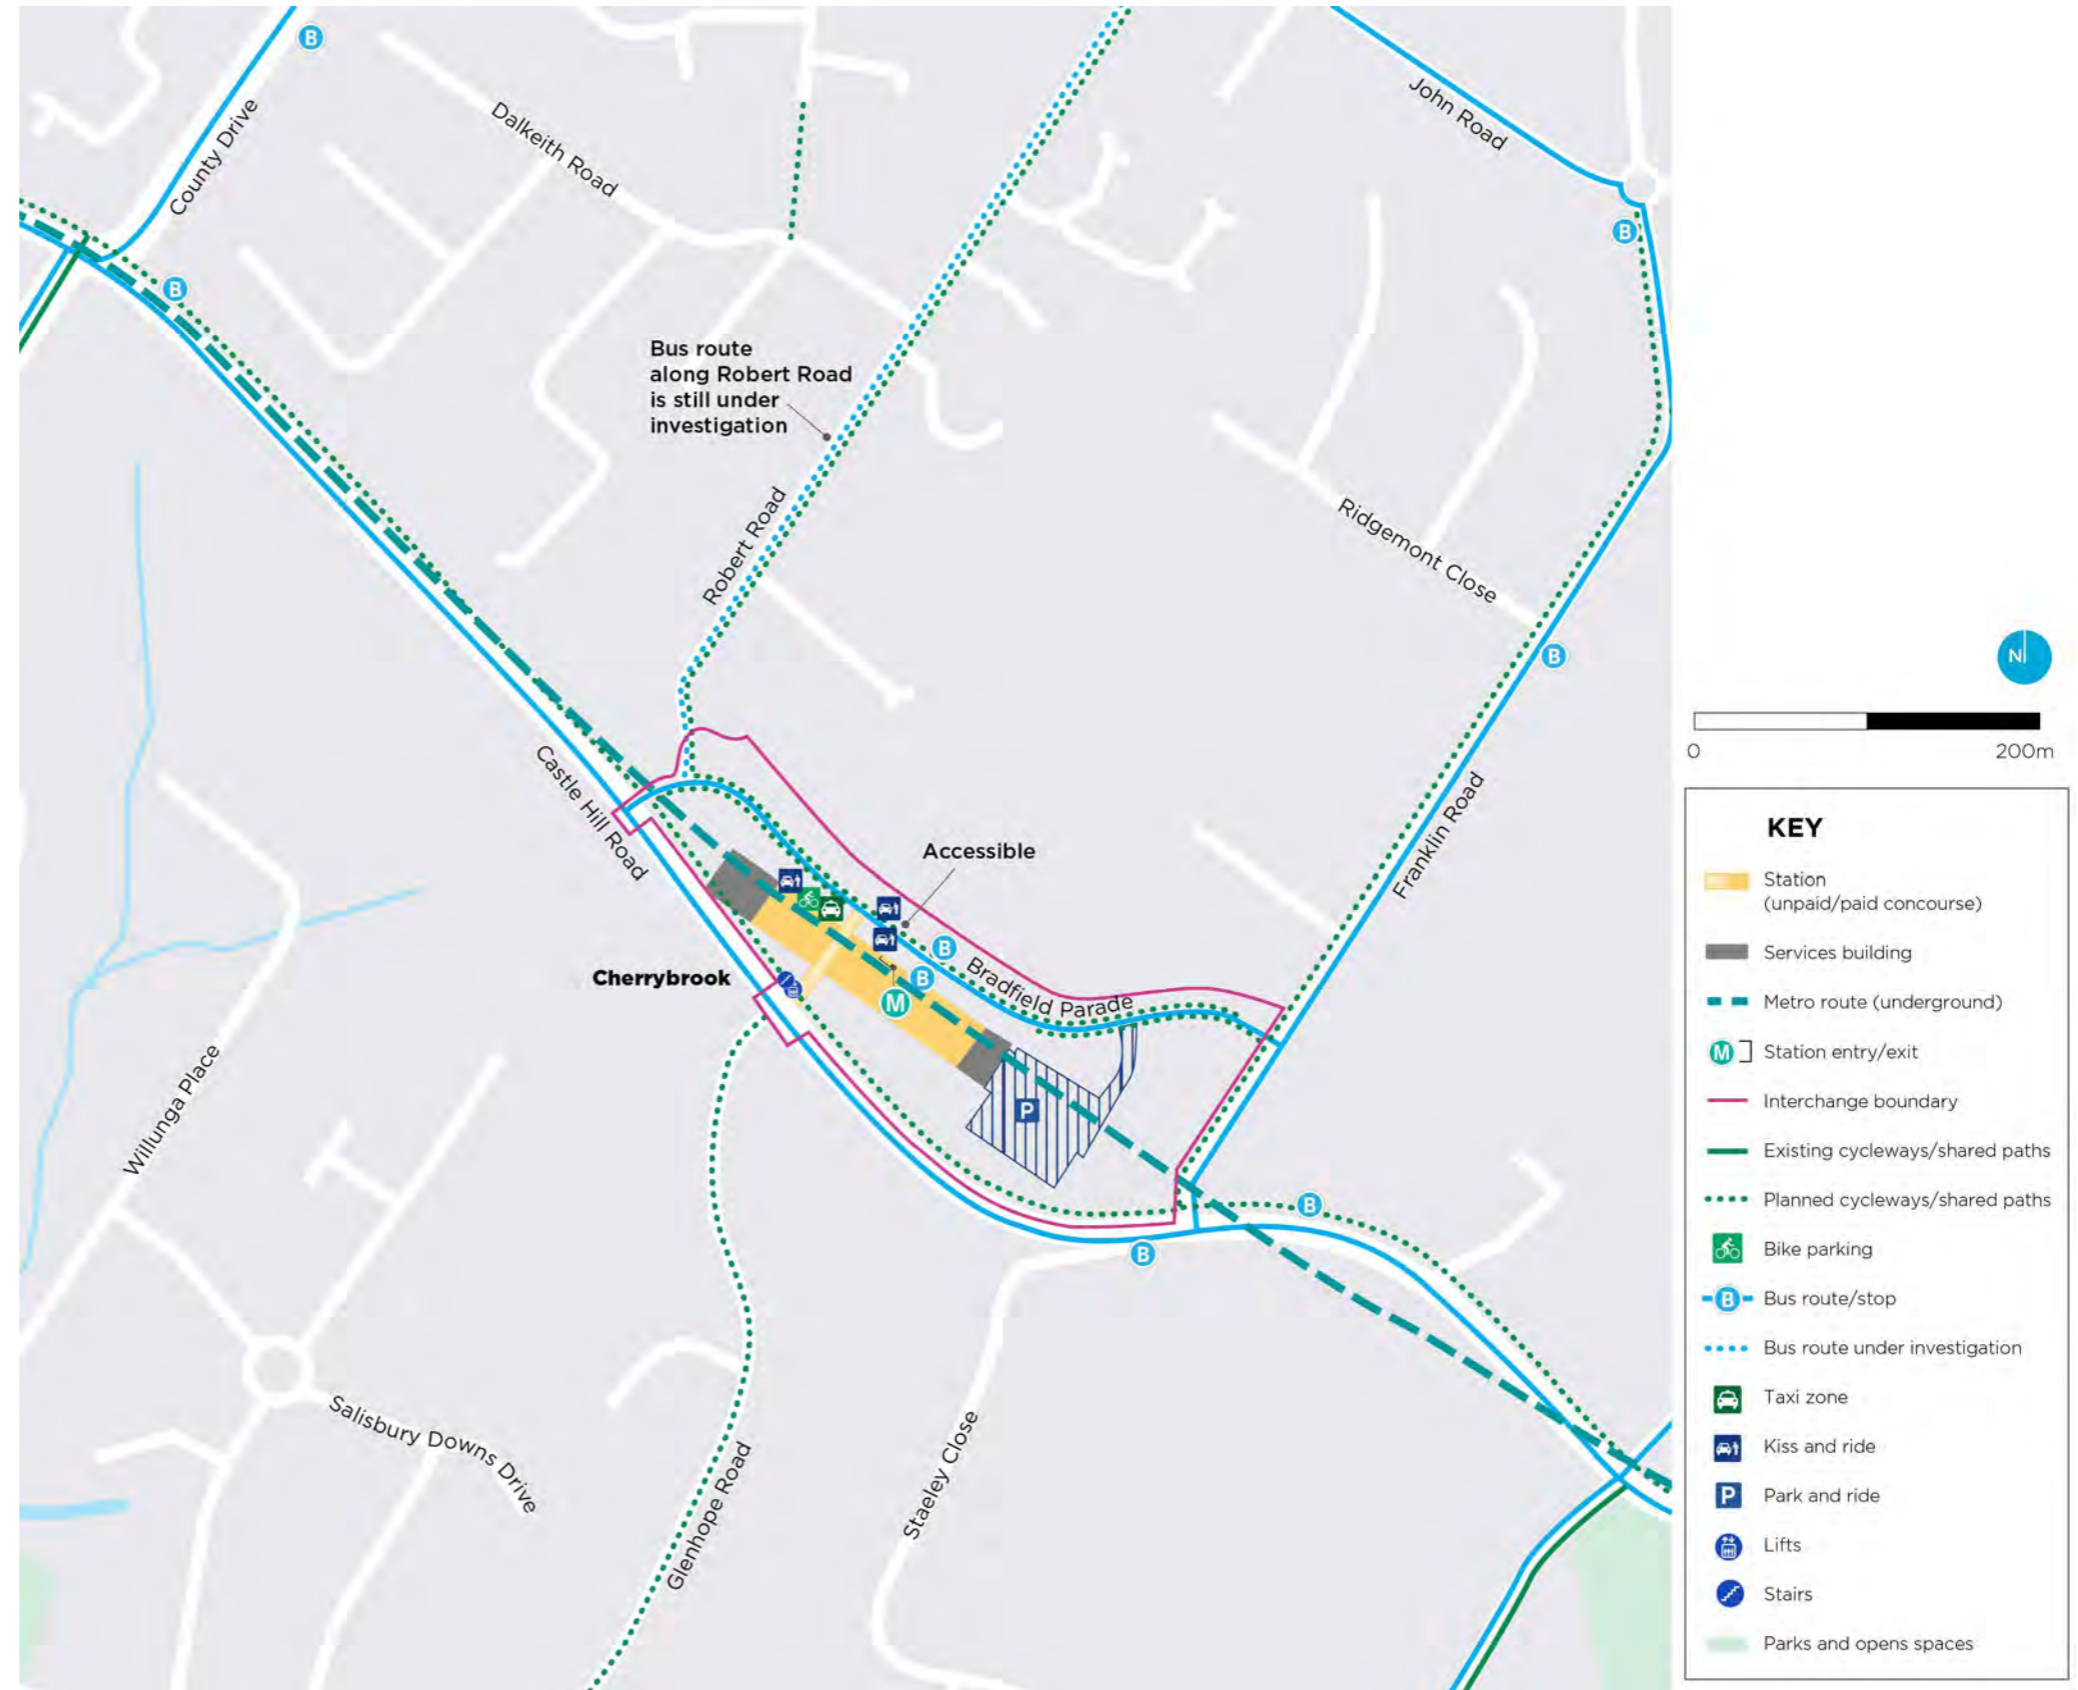 B
County Drive
Dalkeith Road
John Road
B
B
Bus route
along Robert Road
is still under
investigation
Robert Road
Ridgemont Close
B
Castle Hill Road
Franklin Road
Accessible
Cherrybrook
B
B
M
Bradfield Parade
P
Willunga Place
B
B
Salisbury Downs Drive
Glenhope Road
Staeley Close
N
0 200m
KEY
Station
(unpaid/paid concourse)
Services building
Metro route (underground)
M Station entry/exit
Interchange boundary
Existing cycleways/shared paths
Planned cycleways/shared paths
Bike parking
B Bus route/stop
Bus route under investigation
Taxi zone
Kiss and ride
P Park and ride
Lifts
Stairs
Parks and opens spaces